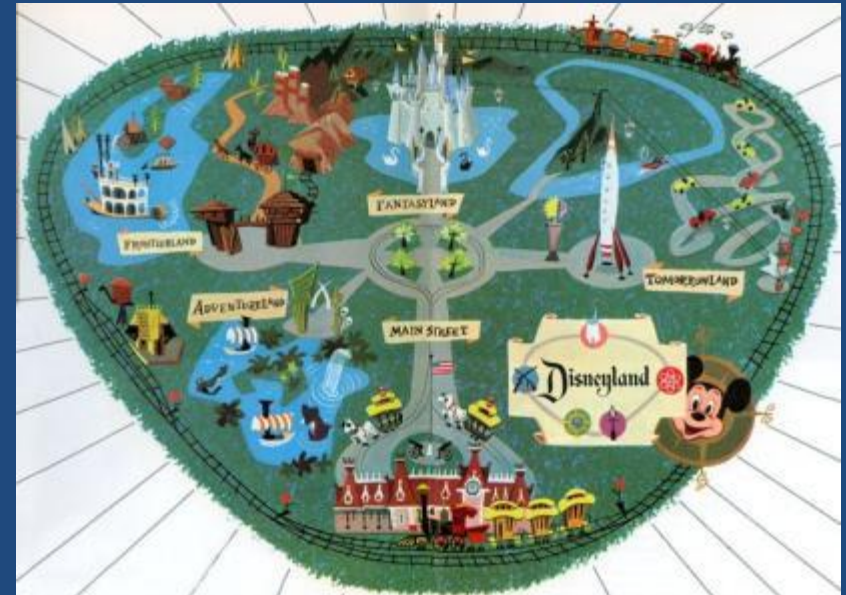 FANTASYLAND
FRONTIERLAND
TOMORROWLAND
ADVENTURELAND
MAIN STREET
Disneyland